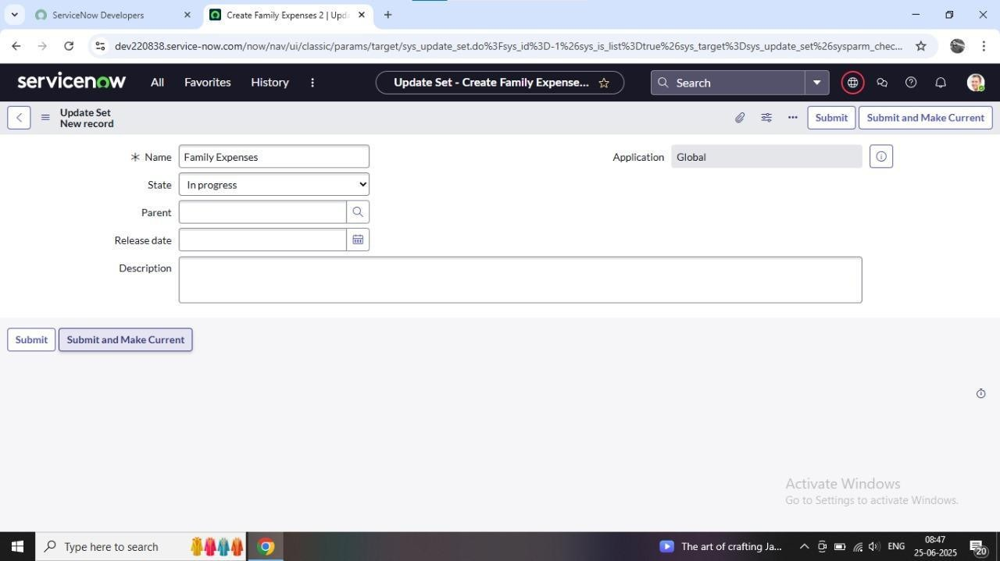 ServiceNow Developers
Create Family Expenses 2 | Upda
dev220838.service-now.com/now/nav/ui/classic/params/target/sys_update_set.do%3Fsys_id%3D-1%26sys_is_list%3Dtrue%26sys_target%3Dsys_update_set%26sysparm_chec...
servicenow All Favorites History Update Set - Create Family Expense... Search
Update Set
New record
Submit Submit and Make Current
Name Family Expenses Application Global
State In progress
Parent
Release date
Description
Submit Submit and Make Current
Activate Windows
Go to Settings to activate Windows.
Type here to search The art of crafting Ja... ENG 08:47
25-06-2025 20